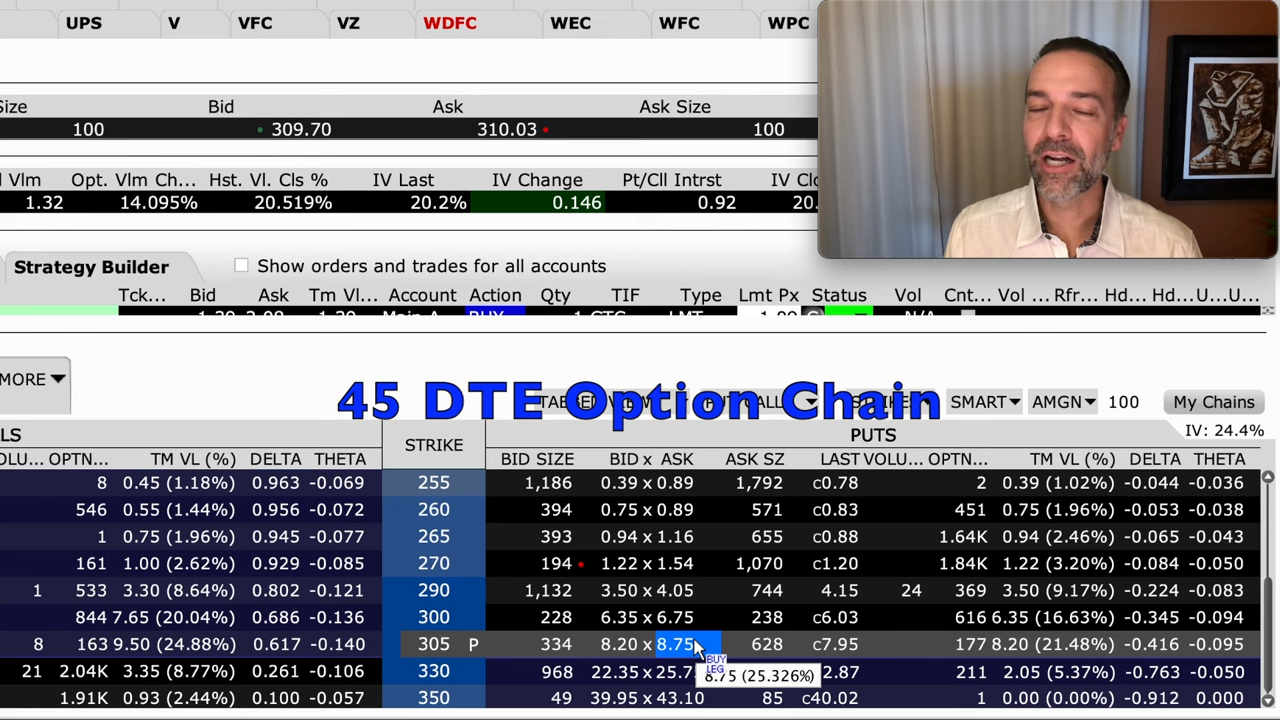 UPS V VFC VZ WDFC WEC WFC WPC
Size Bid Ask Ask Size
100 309.70 310.03 100
Vlm Opt. Vlm Ch... Hst. Vl. Cls % IV Last IV Change Pt/Cll Intrst
1.32 14.095% 20.519% 20.2% 0.146 0.92 20.
Strategy Builder Show orders and trades for all accounts
Tck... Bid Ask Tm Vl... Account Action Qty TIF Type Lmt Px Status Vol Cnt... Vol ... Rfr... Hd... Hd... U... U...
BUY 1 GTC LMT
MORE 45 DTE Option Chain SMART AMGN 100 My Chains
IV: 24.4%
STRIKE PUTS
OPTN... TM VL (%) DELTA THETA BID SIZE BID x ASK ASK SZ LAST VOLU... OPTN... TM VL (%) DELTA THETA
8 0.45 (1.18%) 0.963 -0.069 255 1,186 0.39 x 0.89 1,792 c0.78 2 0.39 (1.02%) -0.044 -0.036
546 0.55 (1.44%) 0.956 -0.072 260 394 0.75 x 0.89 571 c0.83 451 0.75 (1.96%) -0.053 -0.038
1 0.75 (1.96%) 0.945 -0.077 265 393 0.94 x 1.16 655 c0.88 1.64K 0.94 (2.46%) -0.065 -0.043
161 1.00 (2.62%) 0.929 -0.085 270 194 1.22 x 1.54 1,070 c1.20 1.84K 1.22 (3.20%) -0.084 -0.050
1 533 3.30 (8.64%) 0.802 -0.121 290 1,132 3.50 x 4.05 744 4.15 24 369 3.50 (9.17%) -0.224 -0.083
844 7.65 (20.04%) 0.686 -0.136 300 228 6.35 x 6.75 238 c6.03 616 6.35 (16.63%) -0.345 -0.094
8 163 9.50 (24.88%) 0.617 -0.140 305 P 334 8.20 x 8.75 628 c7.95 177 8.20 (21.48%) -0.416 -0.095
21 2.04K 3.35 (8.77%) 0.261 -0.106 330 968 22.35 x 25.7 2.87 211 2.05 (5.37%) -0.763 -0.050
BUY LEG
8.75 (25.326%)
1.91K 0.93 (2.44%) 0.100 -0.057 350 49 39.95 x 43.10 85 c40.02 1 0.00 (0.00%) -0.912 0.000